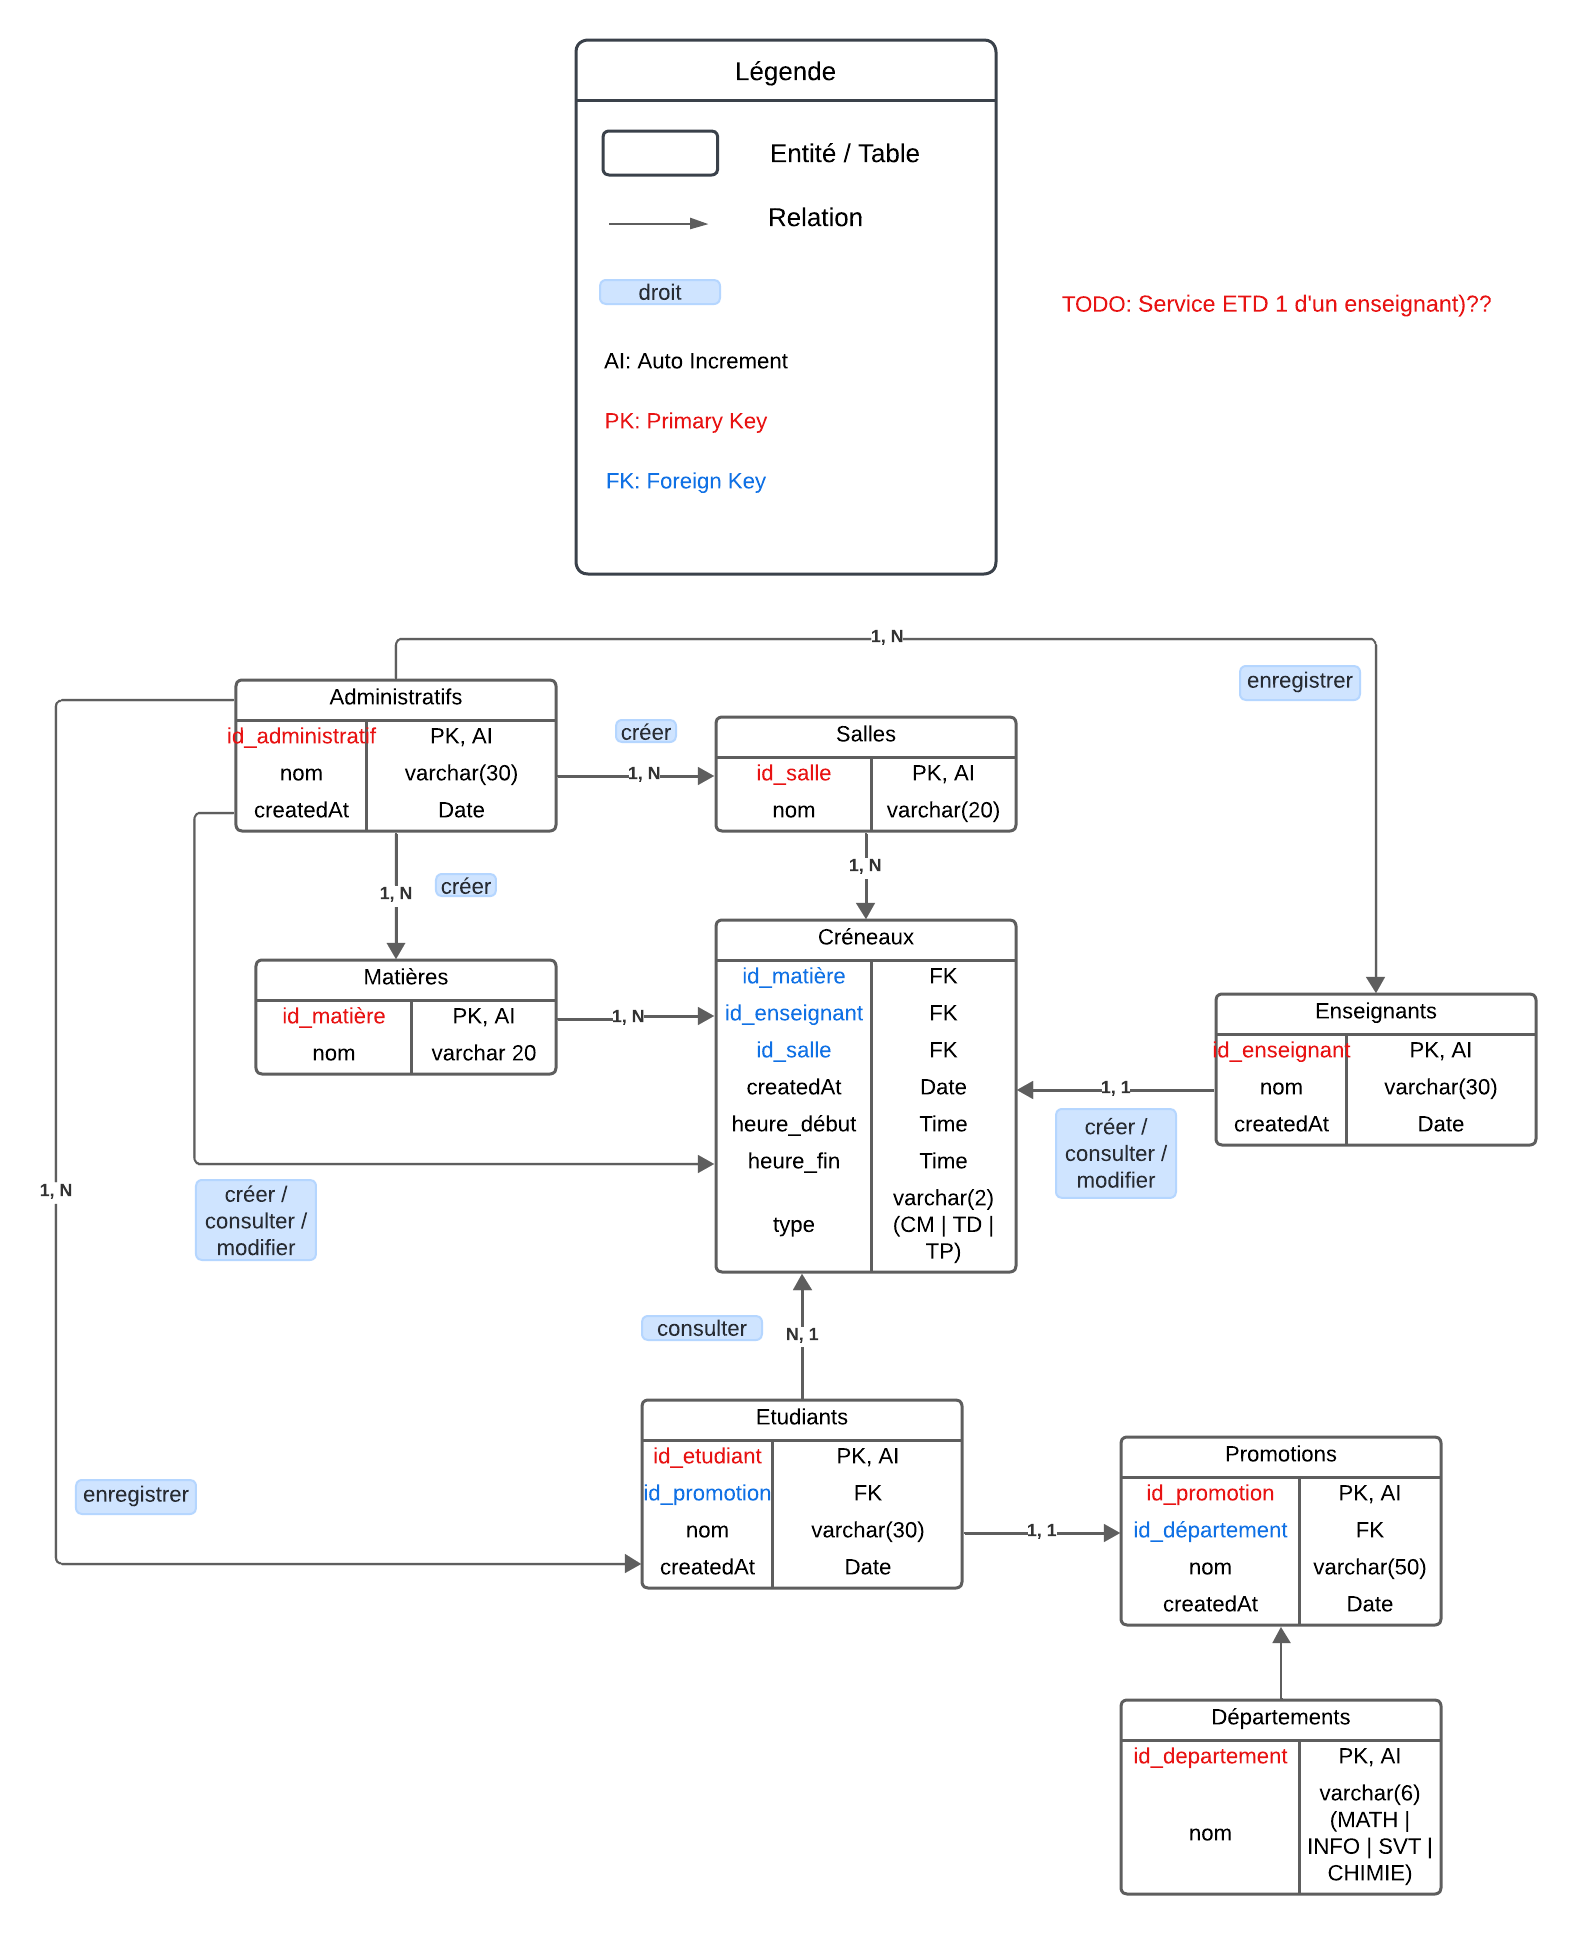 Légende
Entité / Table
Relation
droit
AI: Auto Increment
PK: Primary Key
FK: Foreign Key
TODO: Service ETD 1 d'un enseignant)??
1, N
enregistrer
Administratifs
id_administratif PK, AI
nom varchar(30)
createdAt Date
créer
1, N
Salles
id_salle PK, AI
nom varchar(20)
1, N
créer
1, N
Matières
id_matière PK, AI
nom varchar 20
1, N
Créneaux
id_matière FK
id_enseignant FK
id_salle FK
createdAt Date
heure_début Time
heure_fin Time
type
varchar(2)
(CM | TD |
TP)
Enseignants
id_enseignant PK, AI
nom varchar(30)
createdAt Date
1, 1
créer /
consulter /
modifier
1, N
créer /
consulter /
modifier
consulter
N, 1
enregistrer
Etudiants
id_etudiant PK, AI
id_promotion FK
nom varchar(30)
createdAt Date
1, 1
Promotions
id_promotion PK, AI
id_département FK
nom varchar(50)
createdAt Date
Départements
id_departement PK, AI
nom
varchar(6)
(MATH |
INFO | SVT |
CHIMIE)